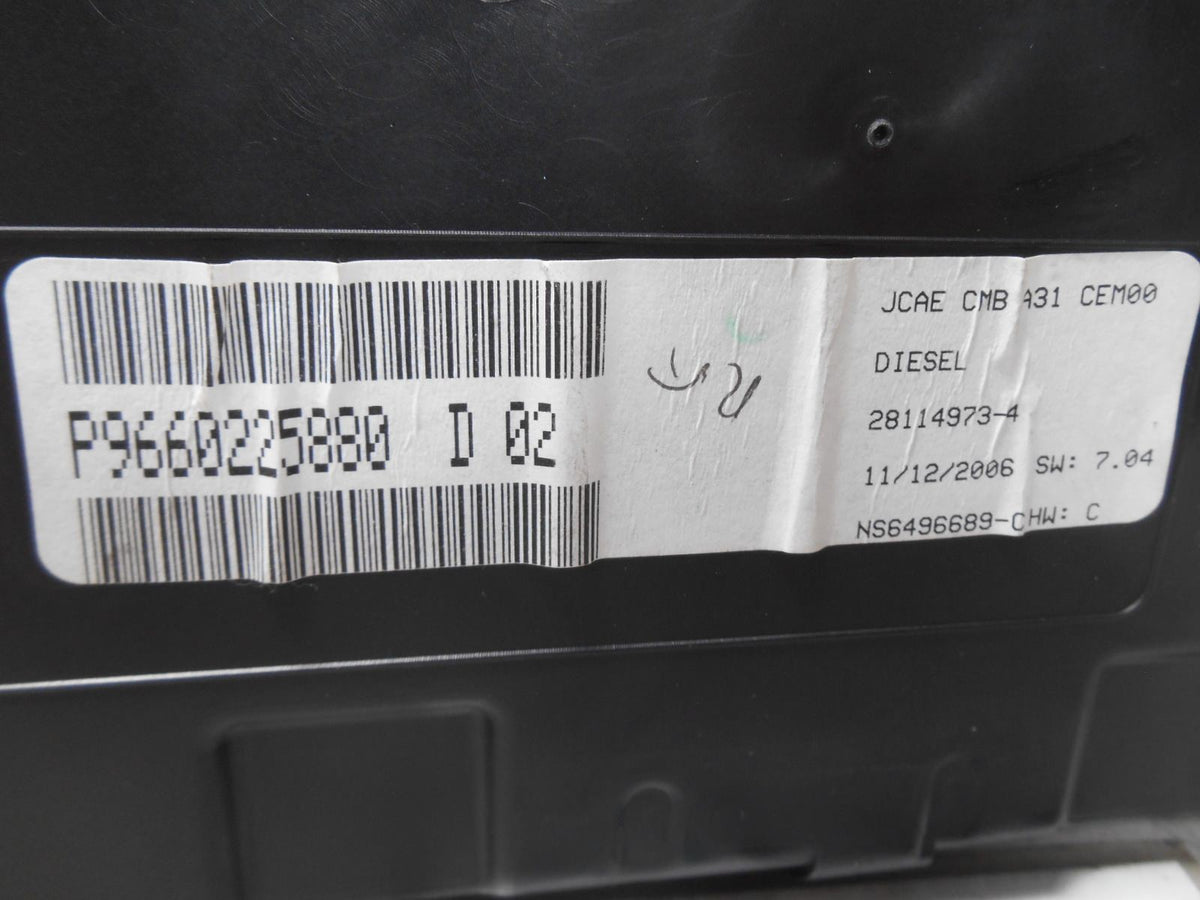 P9660225880 D 02
JCAE CMB A31 CEM00
DIESEL
28114973-4
11/12/2006 SW: 7.04
NS6496689-C HW: C